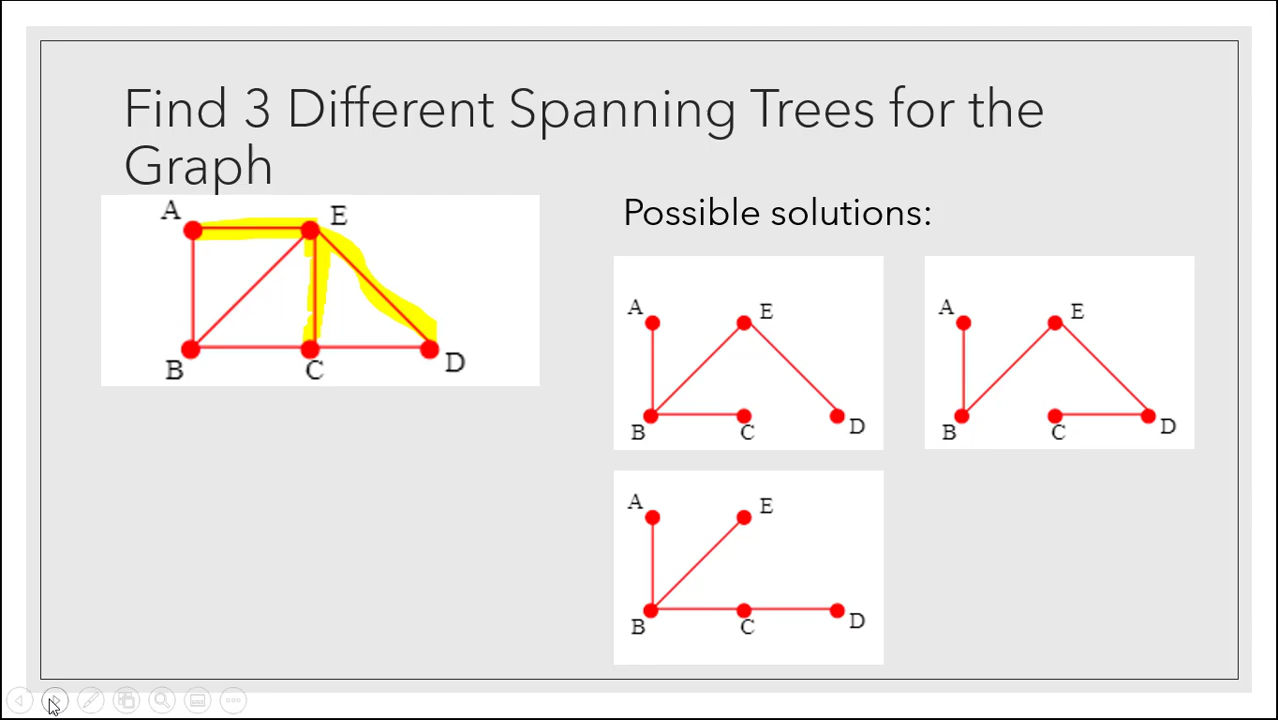 Find 3 Different Spanning Trees for the
Graph
A E
B C D
Possible solutions:
A E
B C D
A E
B C D
A E
B C D